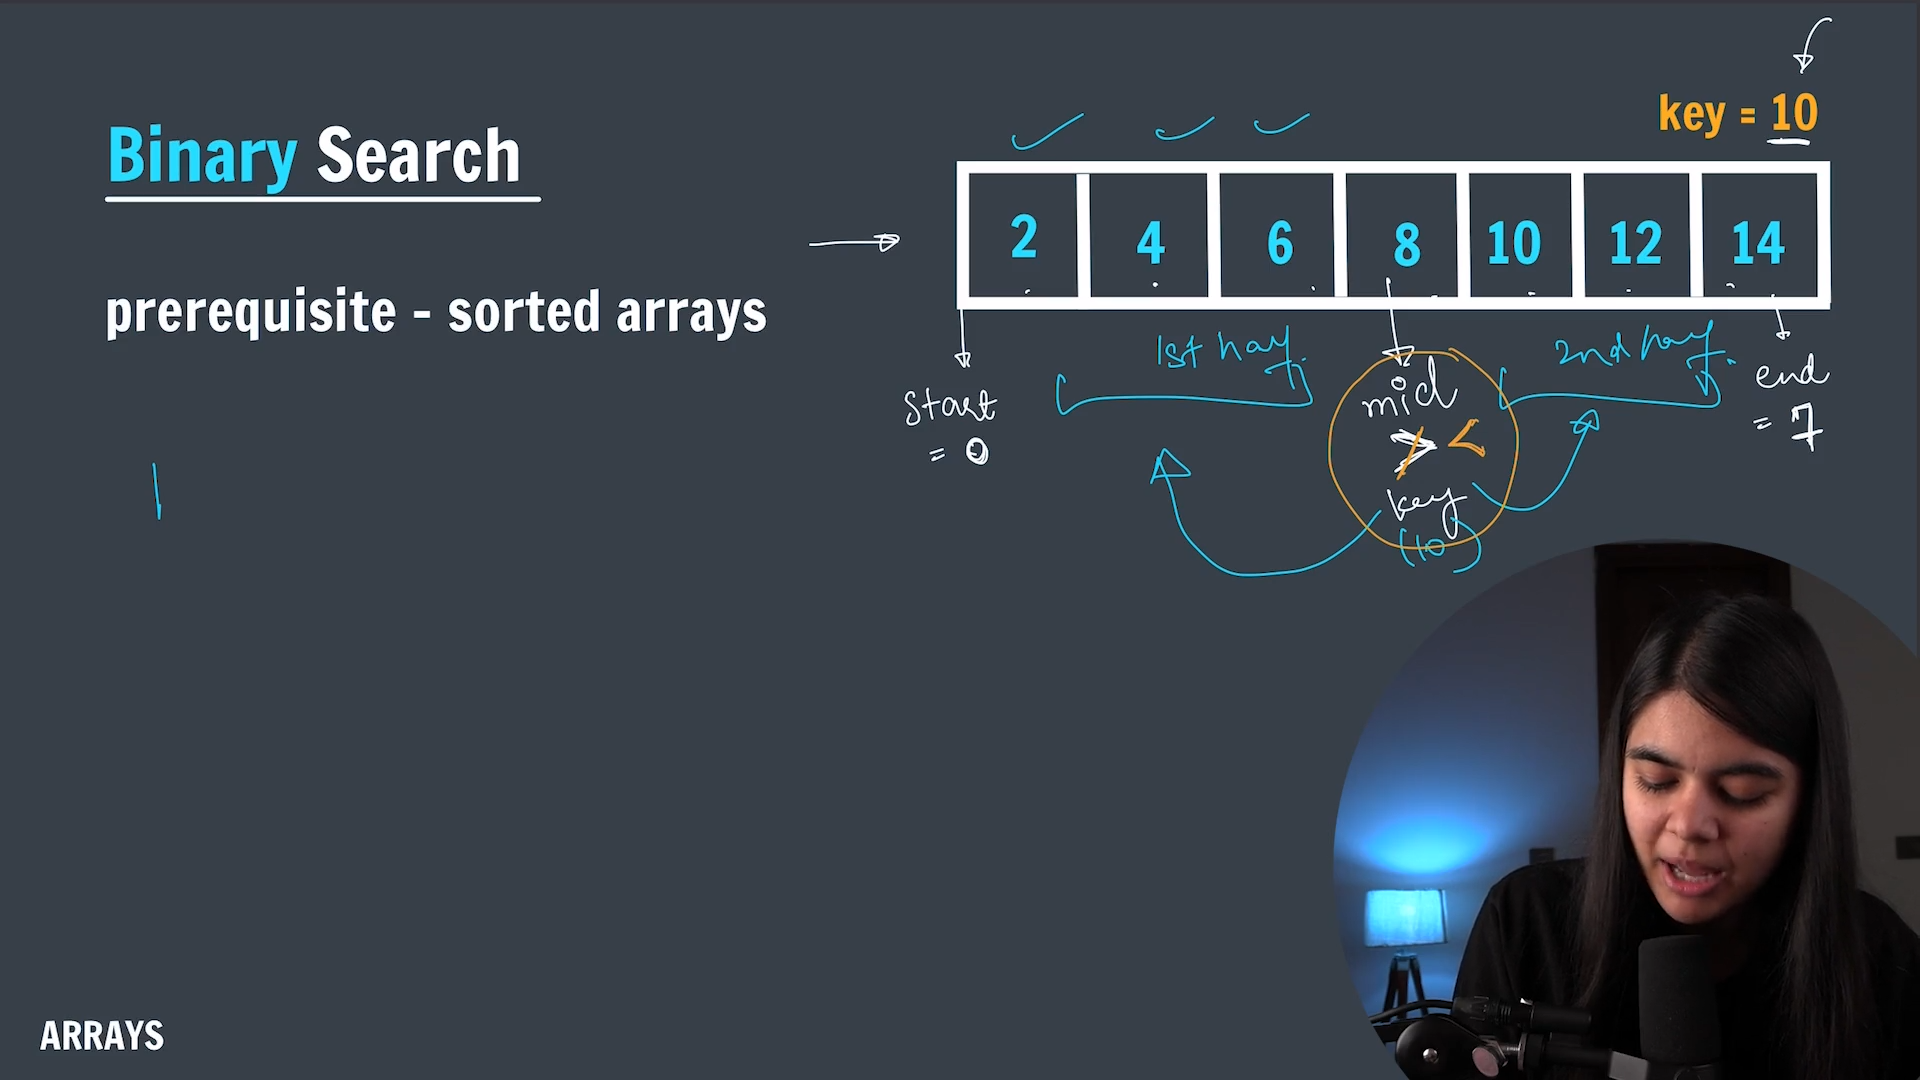 key = 10
Binary Search
2 4 6 8 10 12 14
prerequisite - sorted arrays
1st half
2nd half
start
= 0
mid
> <
key
(10)
end
= 7
ARRAYS